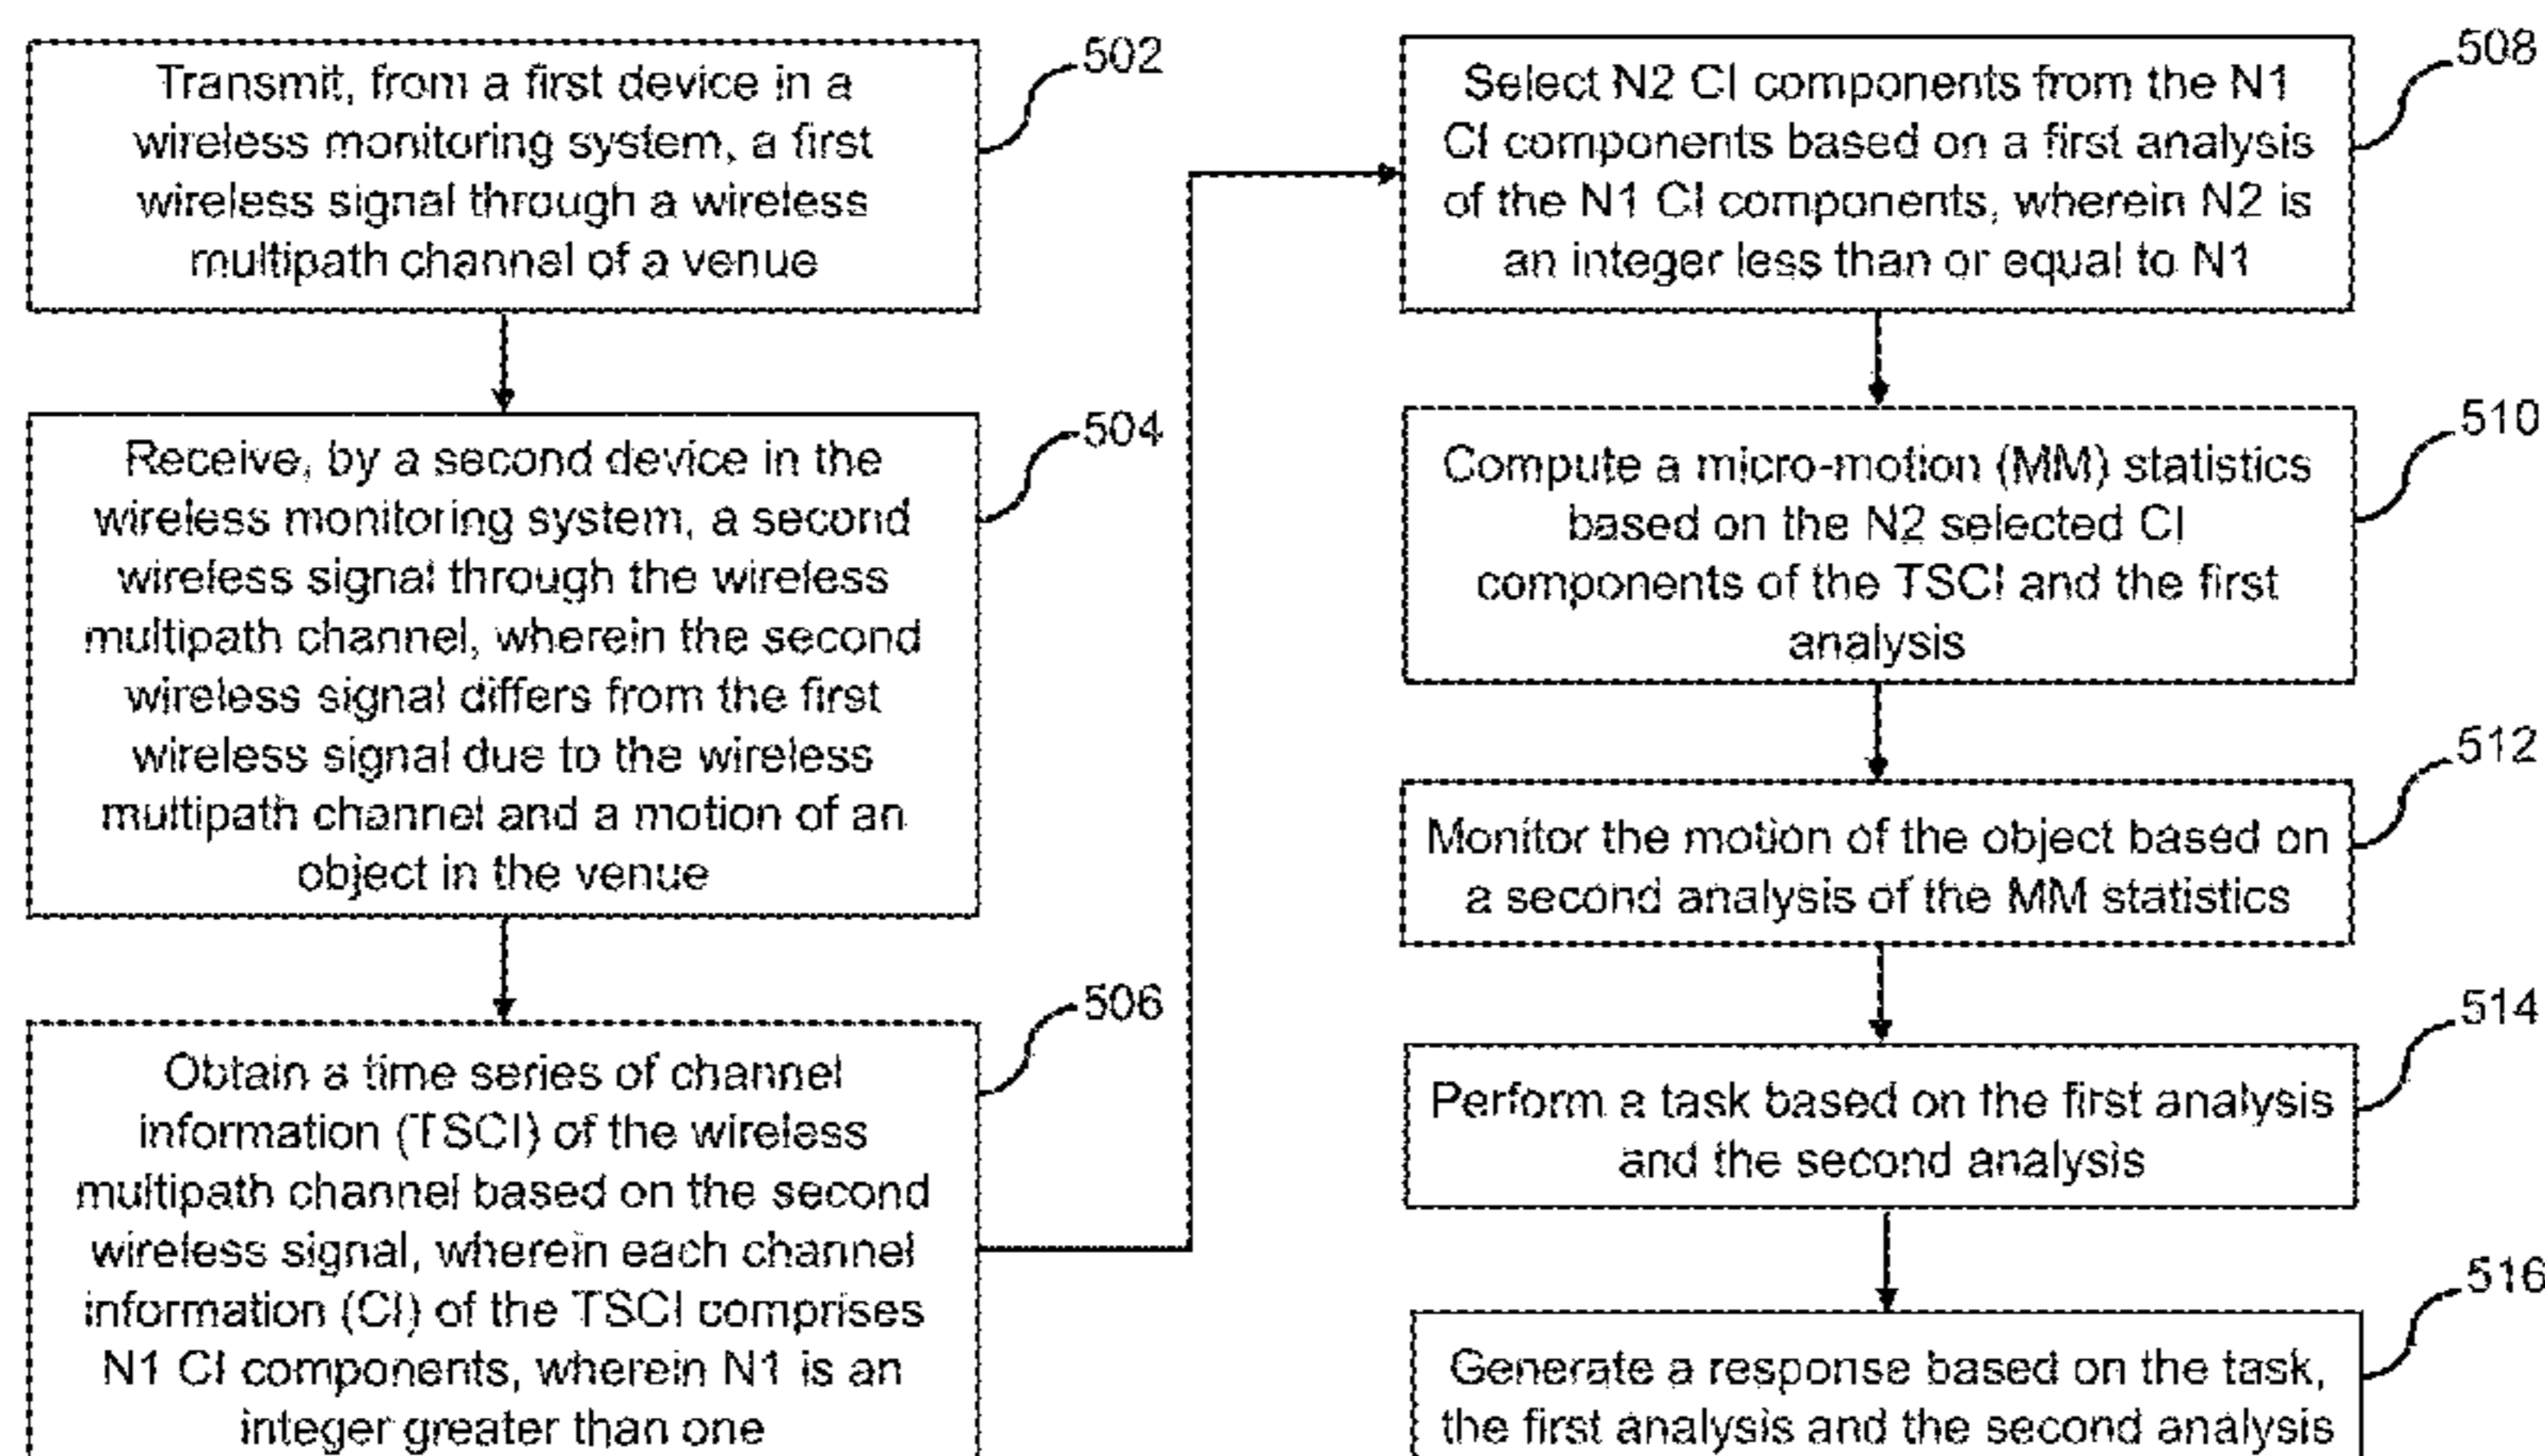 502
Transmit, from a first device in a
wireless monitoring system, a first
wireless signal through a wireless
multipath channel of a venue
504
Receive, by a second device in the
wireless monitoring system, a second
wireless signal through the wireless
multipath channel, wherein the second
wireless signal differs from the first
wireless signal due to the wireless
multipath channel and a motion of an
object in the venue
506
Obtain a time series of channel
information (TSCI) of the wireless
multipath channel based on the second
wireless signal, wherein each channel
information (CI) of the TSCI comprises
N1 CI components, wherein N1 is an
integer greater than one
508
Select N2 CI components from the N1
CI components based on a first analysis
of the N1 CI components, wherein N2 is
an integer less than or equal to N1
510
Compute a micro-motion (MM) statistics
based on the N2 selected CI
components of the TSCI and the first
analysis
512
Monitor the motion of the object based on
a second analysis of the MM statistics
514
Perform a task based on the first analysis
and the second analysis
516
Generate a response based on the task,
the first analysis and the second analysis